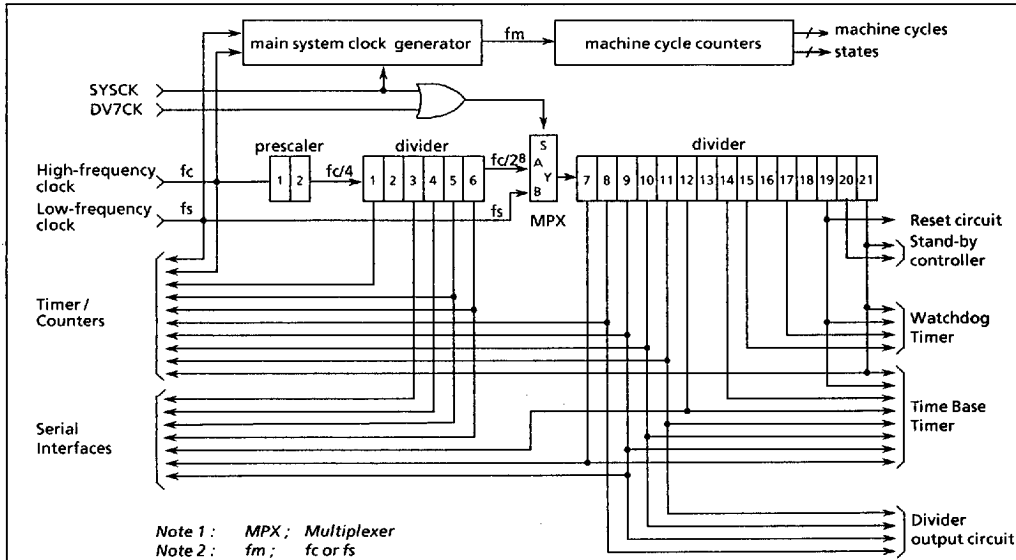 main system clock generator
fm
machine cycle counters
machine cycles
states
SYSCK
DV7CK
prescaler
divider
fc/2⁸
S
A
Y
B
divider
High-frequency clock
fc
1 2
fc/4
1 2 3 4 5 6
7 8 9 10 11 12 13 14 15 16 17 18 19 20 21
Low-frequency clock
fs
fs
MPX
Reset circuit
Stand-by
controller
Timer /
Counters
Watchdog
Timer
Serial
Interfaces
Time Base
Timer
Divider
output circuit
Note 1 : MPX ; Multiplexer
Note 2 : fm ; fc or fs